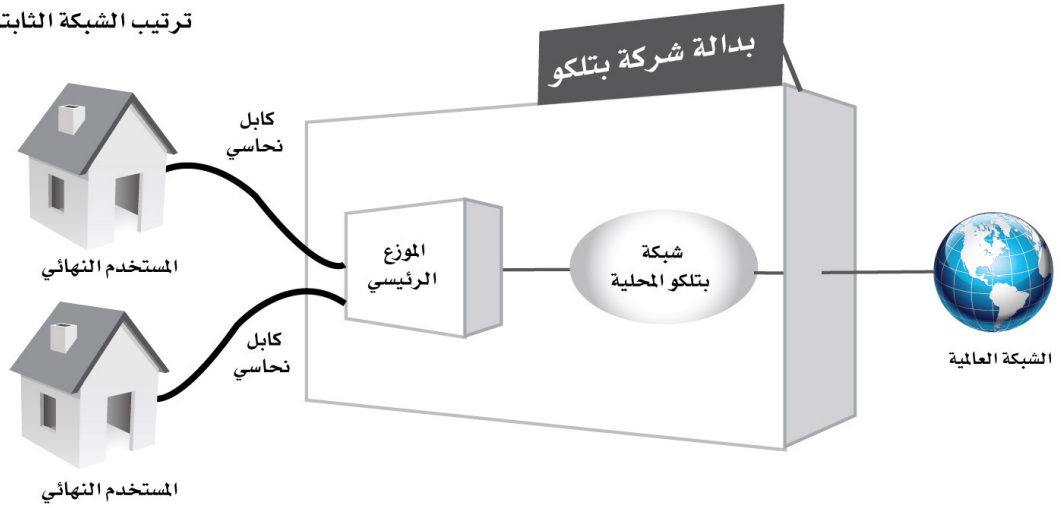 ترتيب الشبكة الثابت
بدالة شركة بتلكو
كابل
نحاسي
المستخدم النهائي
الموزع
الرئيسي
شبكة
بتلكو المحلية
الشبكة العالمية
كابل
نحاسي
المستخدم النهائي